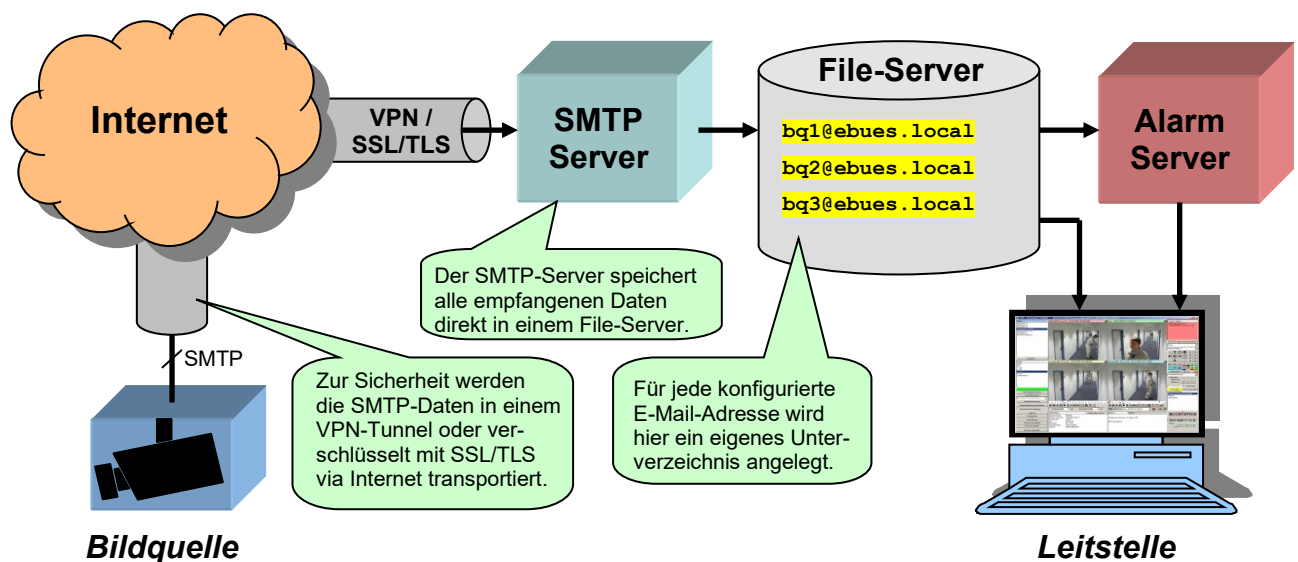 Internet
VPN /
SSL/TLS
SMTP
Server
File-Server
bq1@ebues.local
bq2@ebues.local
bq3@ebues.local
Alarm
Server
Der SMTP-Server speichert
alle empfangenen Daten
direkt in einem File-Server.
SMTP
Zur Sicherheit werden
die SMTP-Daten in einem
VPN-Tunnel oder ver-
schlüsselt mit SSL/TLS
via Internet transportiert.
Für jede konfigurierte
E-Mail-Adresse wird
hier ein eigenes Unter-
verzeichnis angelegt.
Bildquelle
Leitstelle